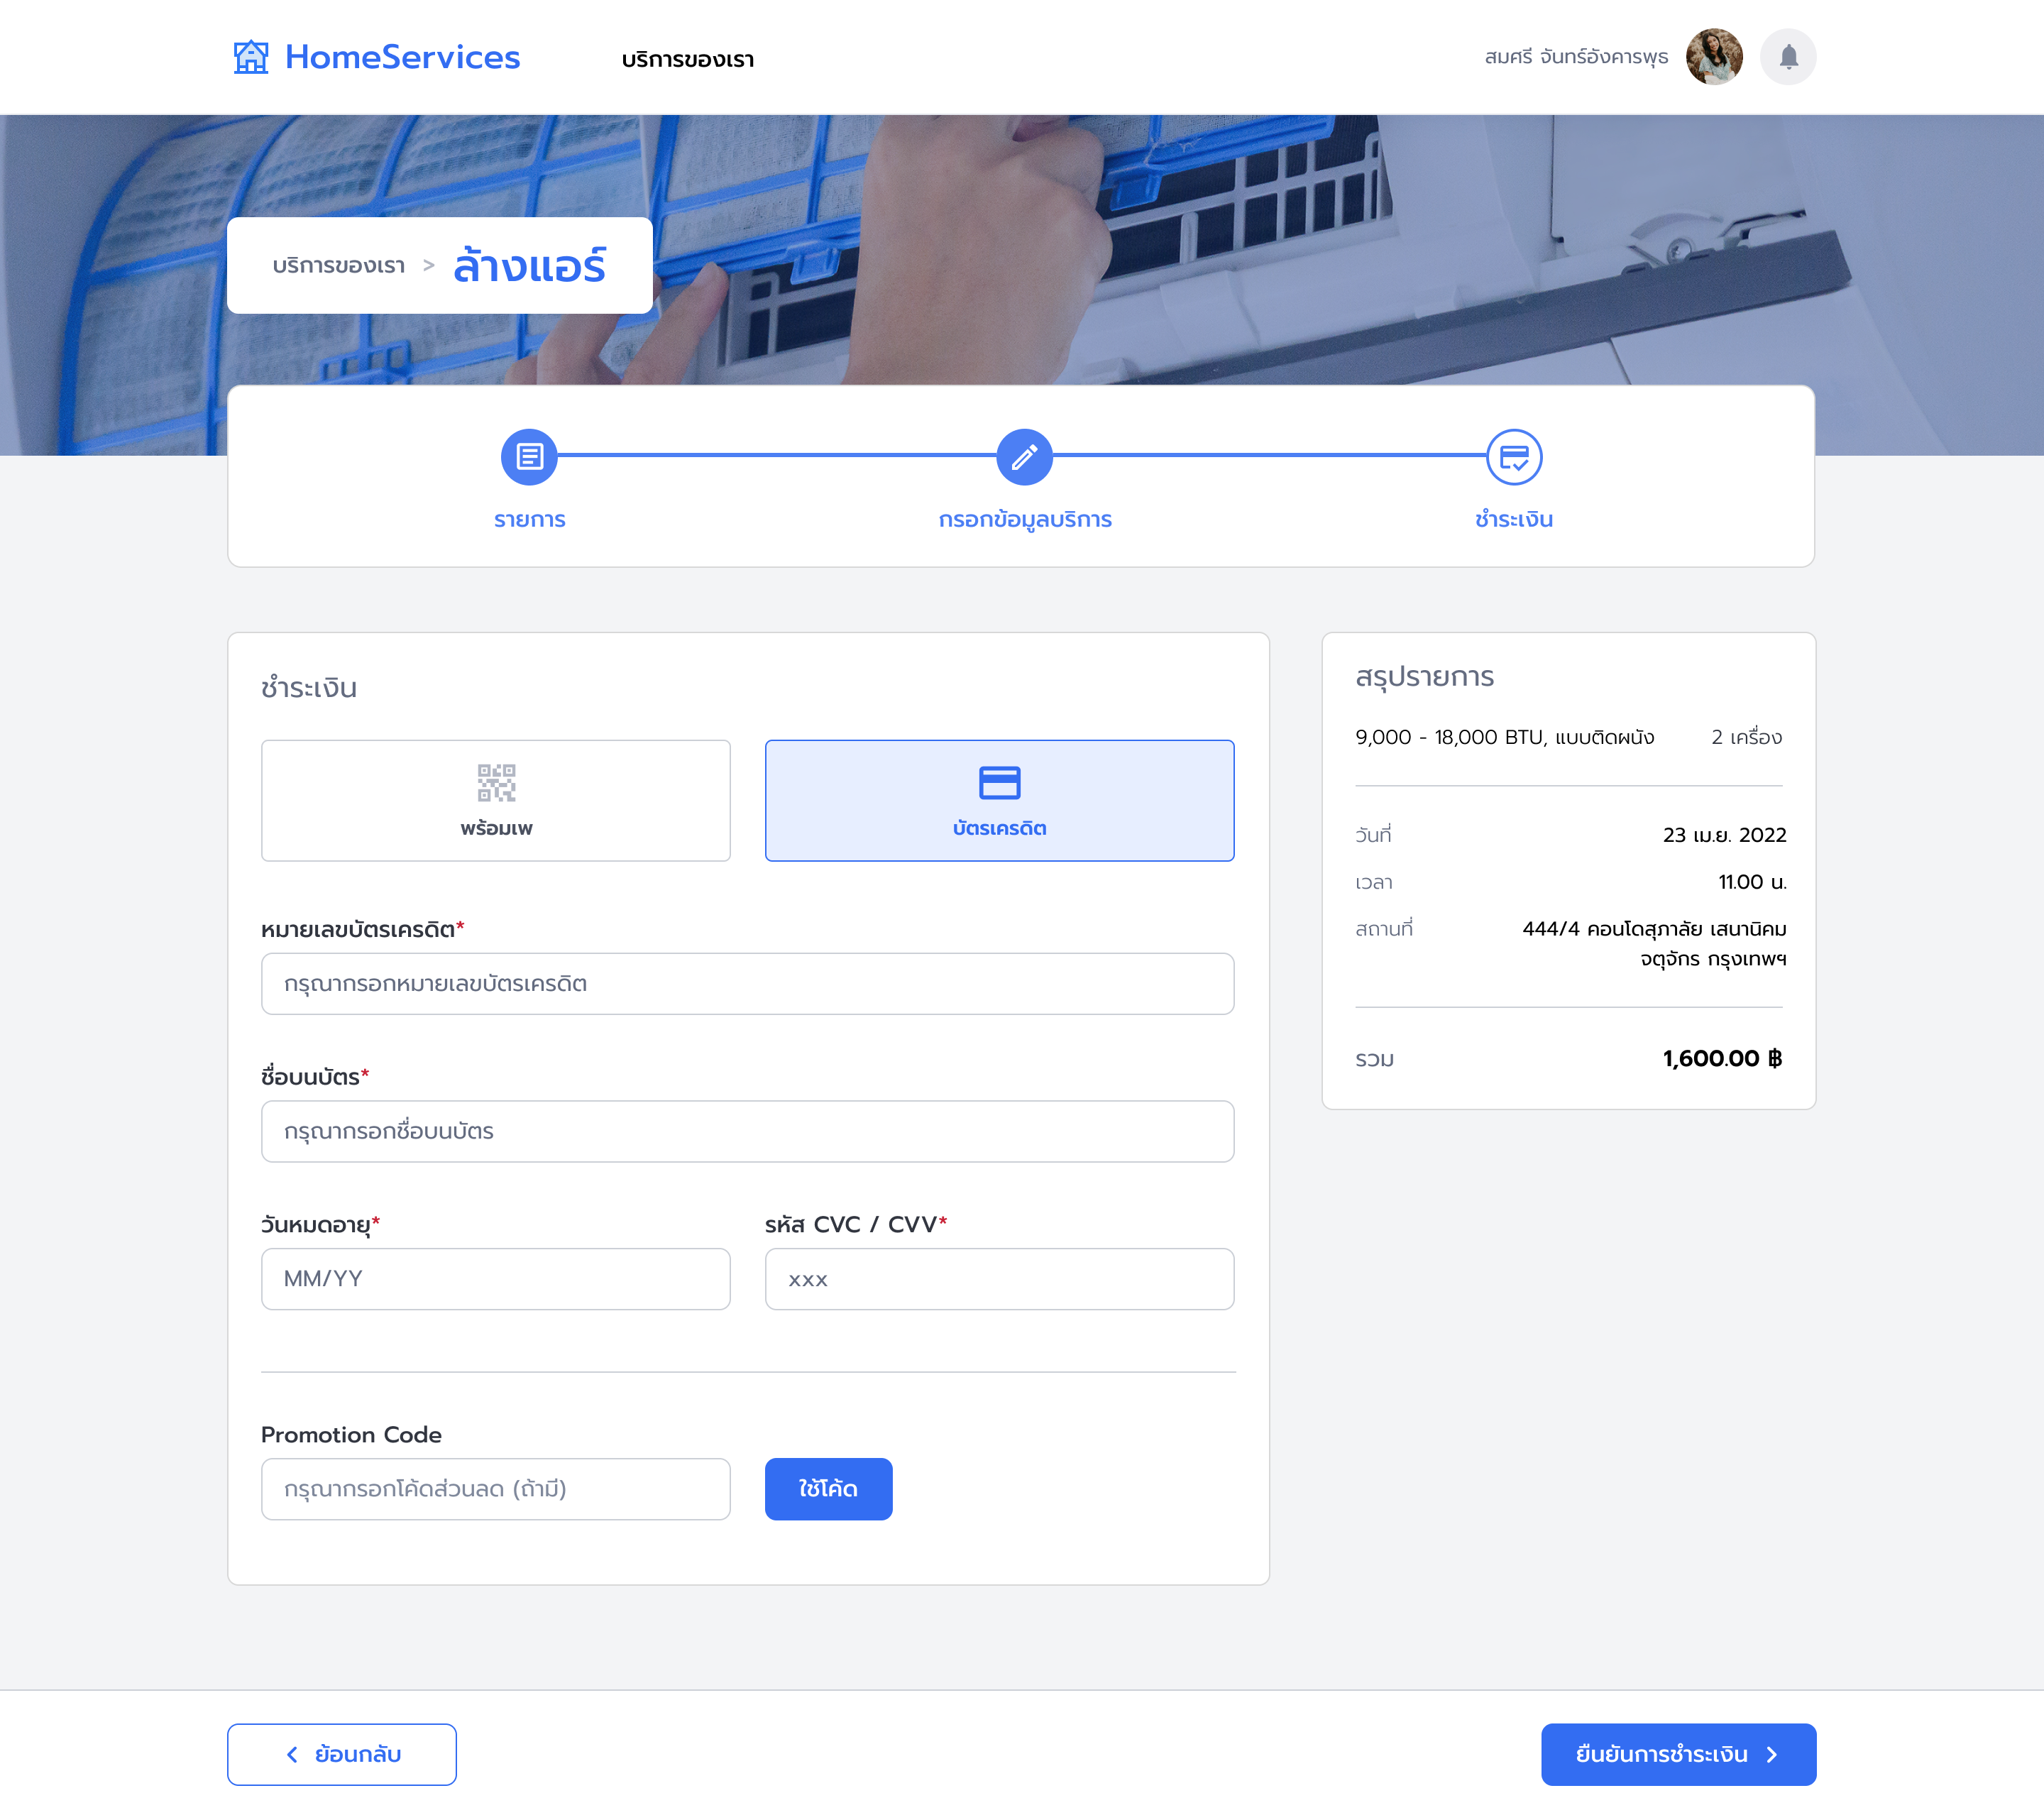 HomeServices
บริการของเรา
สมศรี จันทร์อังคารพุธ
บริการของเรา > ล้างแอร์
รายการ
กรอกข้อมูลบริการ
ชำระเงิน
ชำระเงิน
พร้อมเพ
บัตรเครดิต
หมายเลขบัตรเครดิต*
กรุณากรอกหมายเลขบัตรเครดิต
ชื่อบนบัตร*
กรุณากรอกชื่อบนบัตร
วันหมดอายุ*
รหัส CVC / CVV*
MM/YY
xxx
Promotion Code
กรุณากรอกโค้ดส่วนลด (ถ้ามี)
ใช้โค้ด
สรุปรายการ
9,000 - 18,000 BTU, แบบติดผนัง 2 เครื่อง
วันที่ 23 เม.ย. 2022
เวลา 11.00 น.
สถานที่ 444/4 คอนโดสุภาลัย เสนานิคม
จตุจักร กรุงเทพฯ
รวม 1,600.00 ฿
ย้อนกลับ
ยืนยันการชำระเงิน